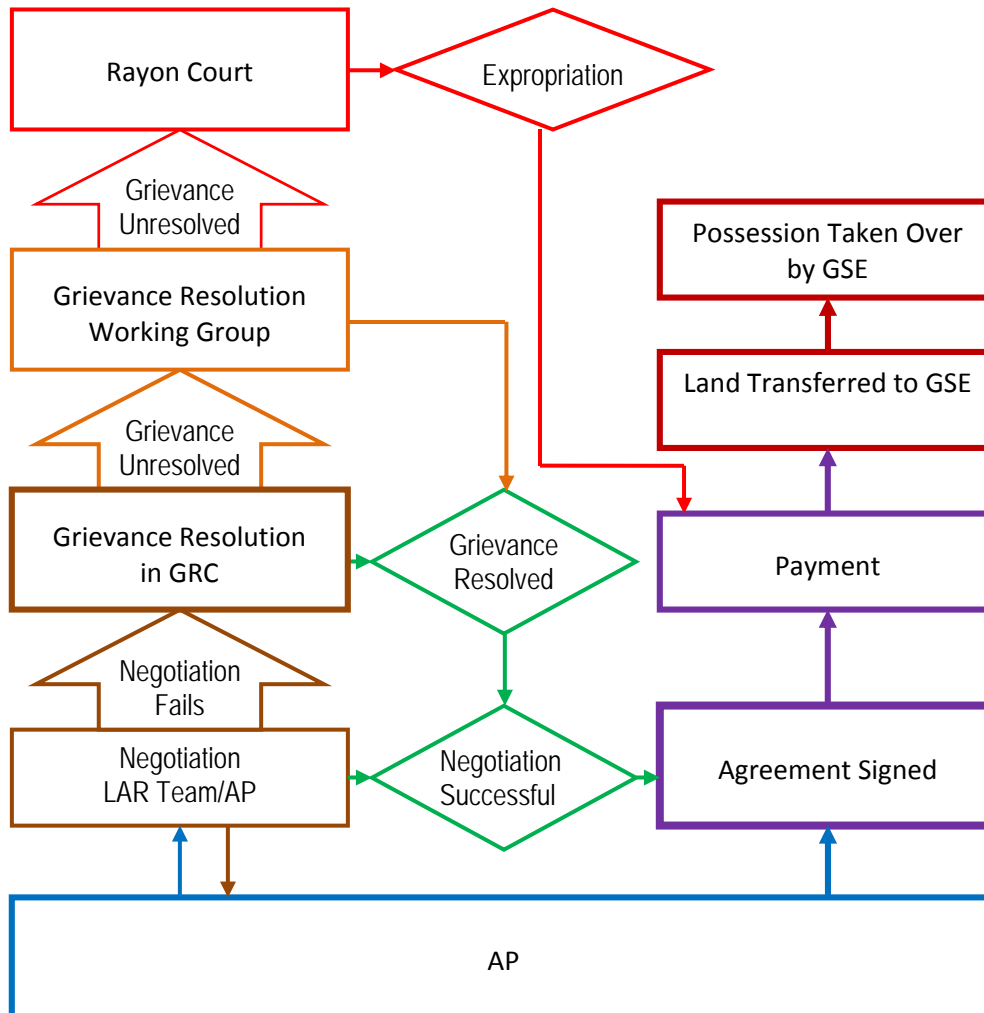 Rayon Court
Expropriation
Grievance
Unresolved
Possession Taken Over
by GSE
Grievance Resolution
Working Group
Land Transferred to GSE
Grievance
Unresolved
Grievance Resolution
in GRC
Grievance
Resolved
Payment
Negotiation
Fails
Negotiation
LAR Team/AP
Negotiation
Successful
Agreement Signed
AP